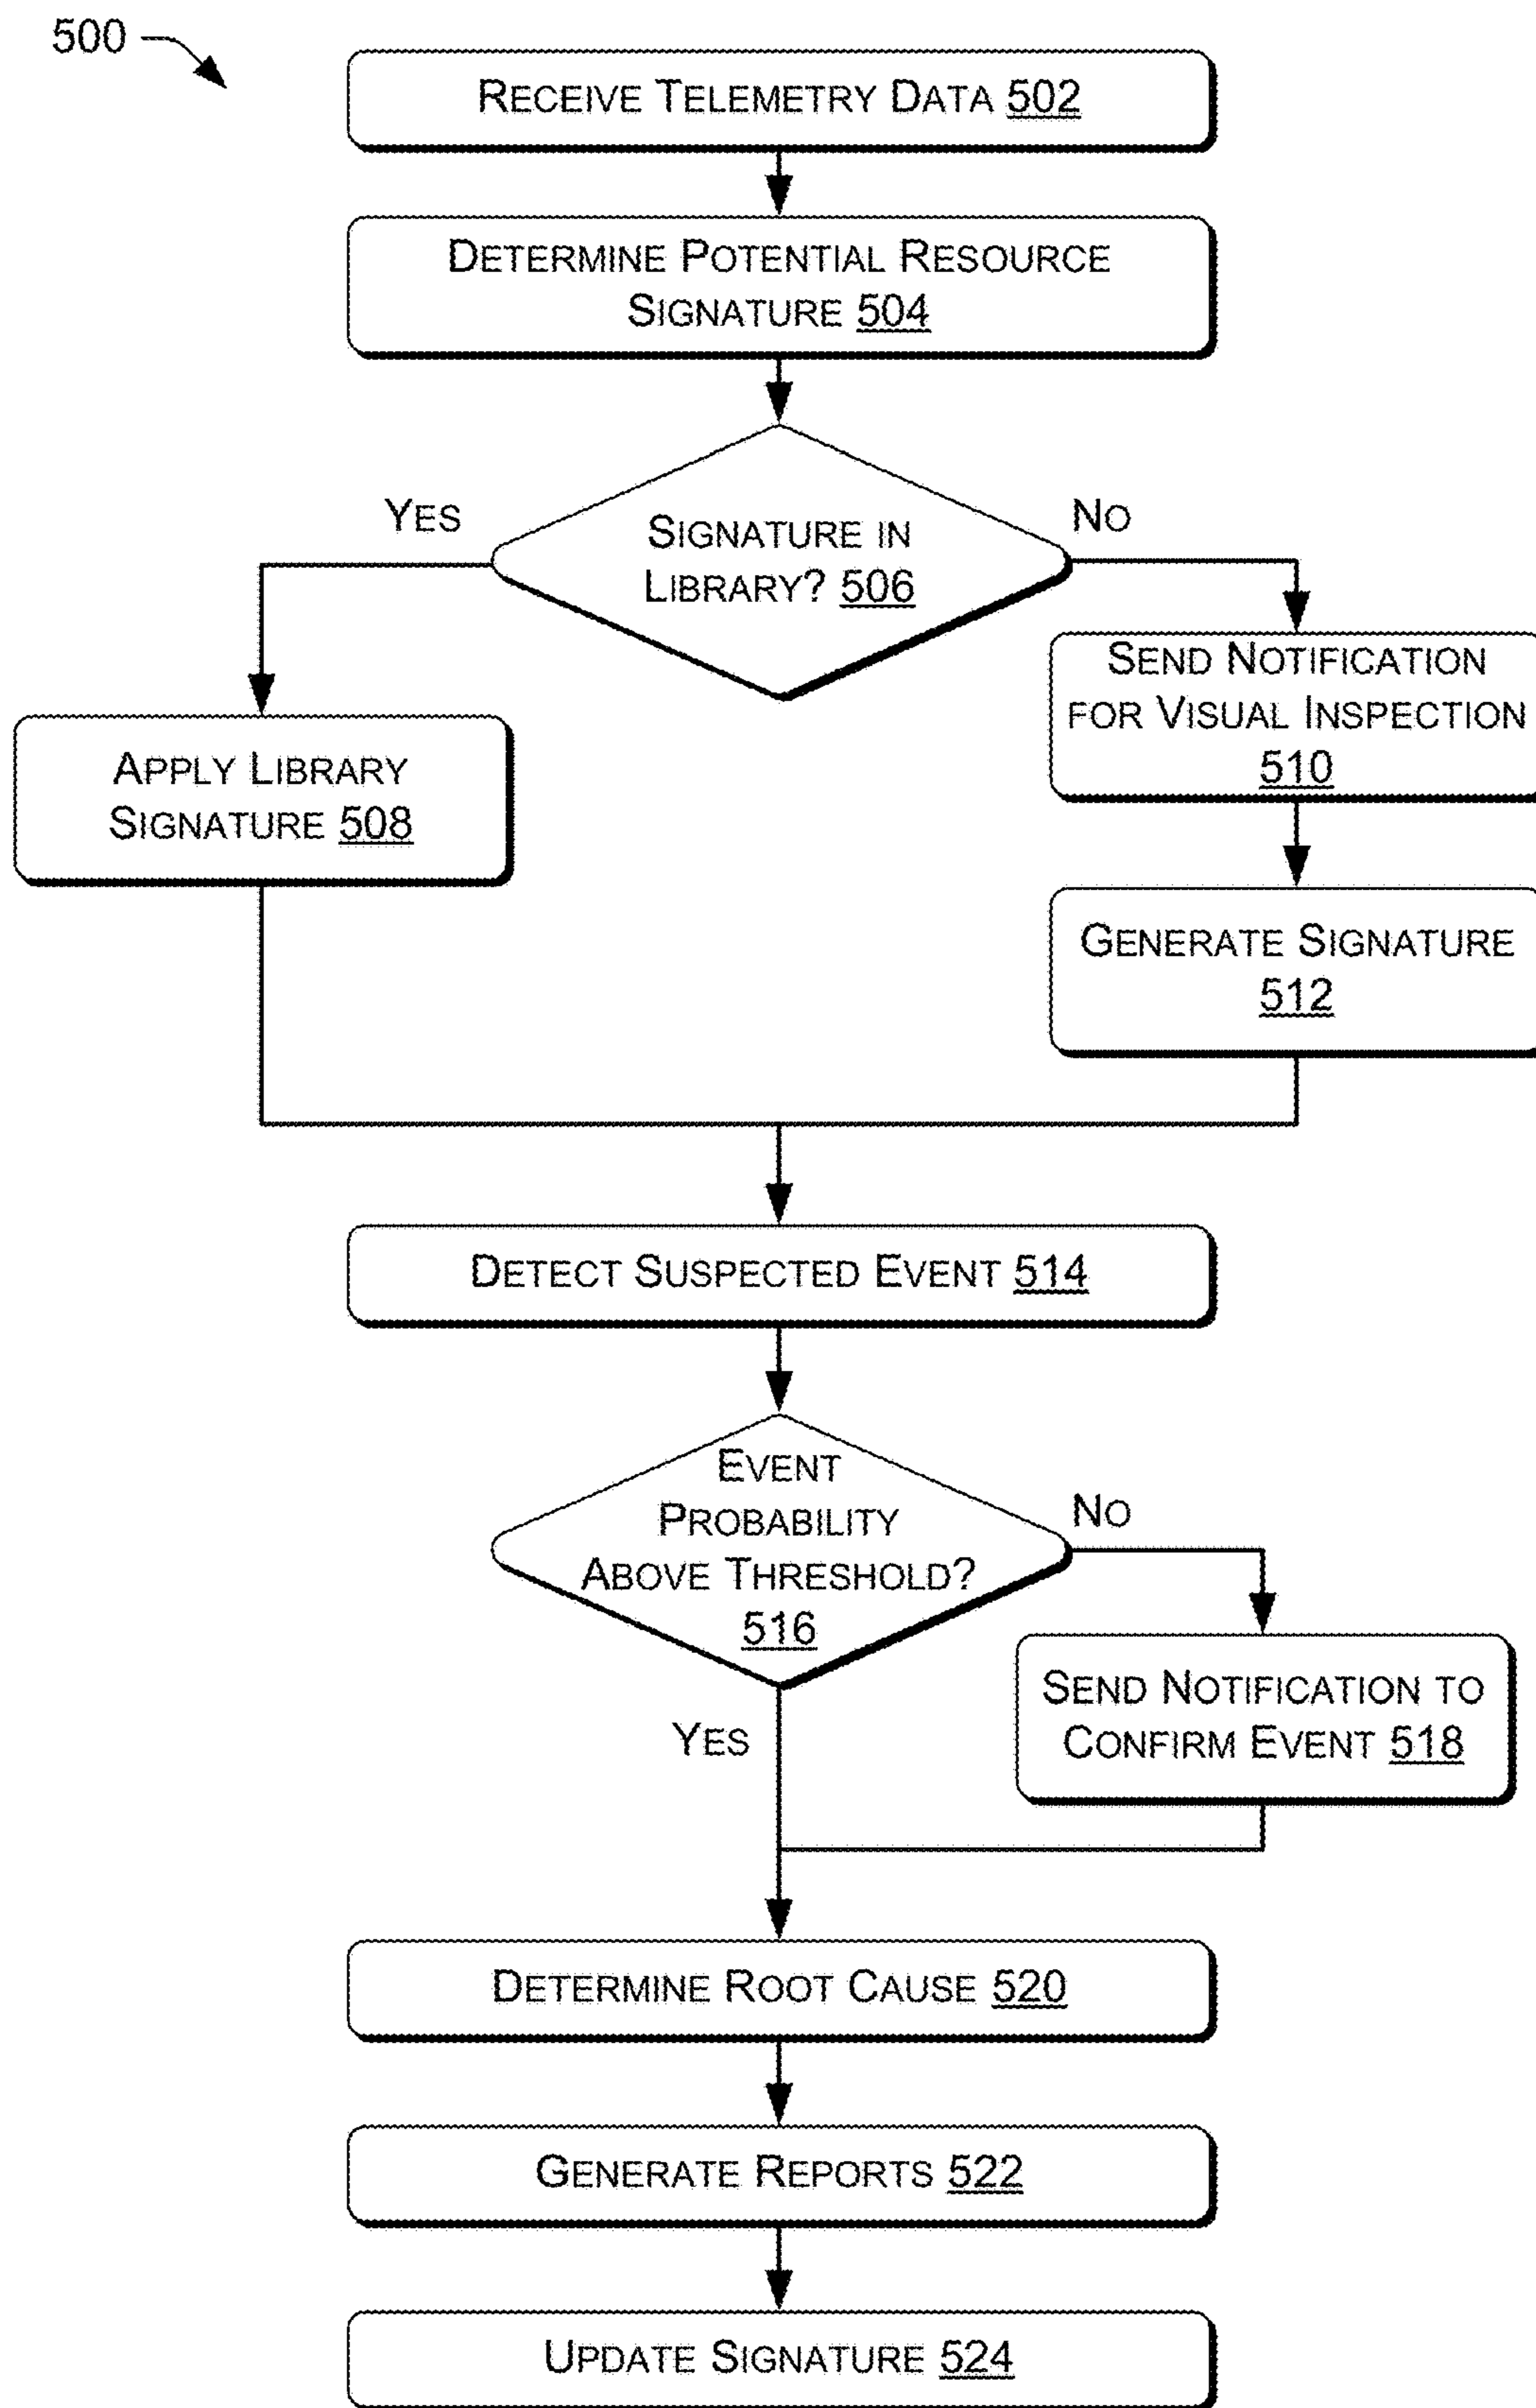 500
RECEIVE TELEMETRY DATA 502
DETERMINE POTENTIAL RESOURCE
SIGNATURE 504
YES
NO
SIGNATURE IN
LIBRARY? 506
SEND NOTIFICATION
FOR VISUAL INSPECTION
510
APPLY LIBRARY
SIGNATURE 508
GENERATE SIGNATURE
512
DETECT SUSPECTED EVENT 514
EVENT
PROBABILITY
ABOVE THRESHOLD?
516
NO
YES
SEND NOTIFICATION TO
CONFIRM EVENT 518
DETERMINE ROOT CAUSE 520
GENERATE REPORTS 522
UPDATE SIGNATURE 524